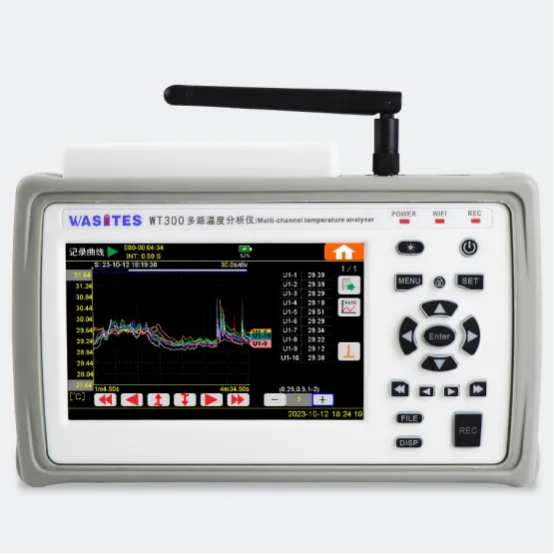 WASITES WT300 多路温度分析仪/Multi-channel temperature analyzer
POWER WIFI REC
记录曲线 000-00:04:34
INT: 0.50 S
52%
S: 23-10-12 18:19:30 30.0s/div
1 / 1
31.64
31.24
30.84
30.44
30.04
29.64
29.24
28.84
28.44
28.04
27.64
[℃]
U1-1 29.39
U1-2 29.39
U1-3 29.29
U1-4 29.18
U1-5 29.51
U1-6 29.29
U1-7 29.34
U1-8 29.22
U1-9 29.12
U1-10 29.38
U1-9
1m4.50s 4m34.50s
(0.25,0.5,1-2)
− 1 +
2023-10-12 18:24:19
MENU SET
Enter
FILE
DISP
REC